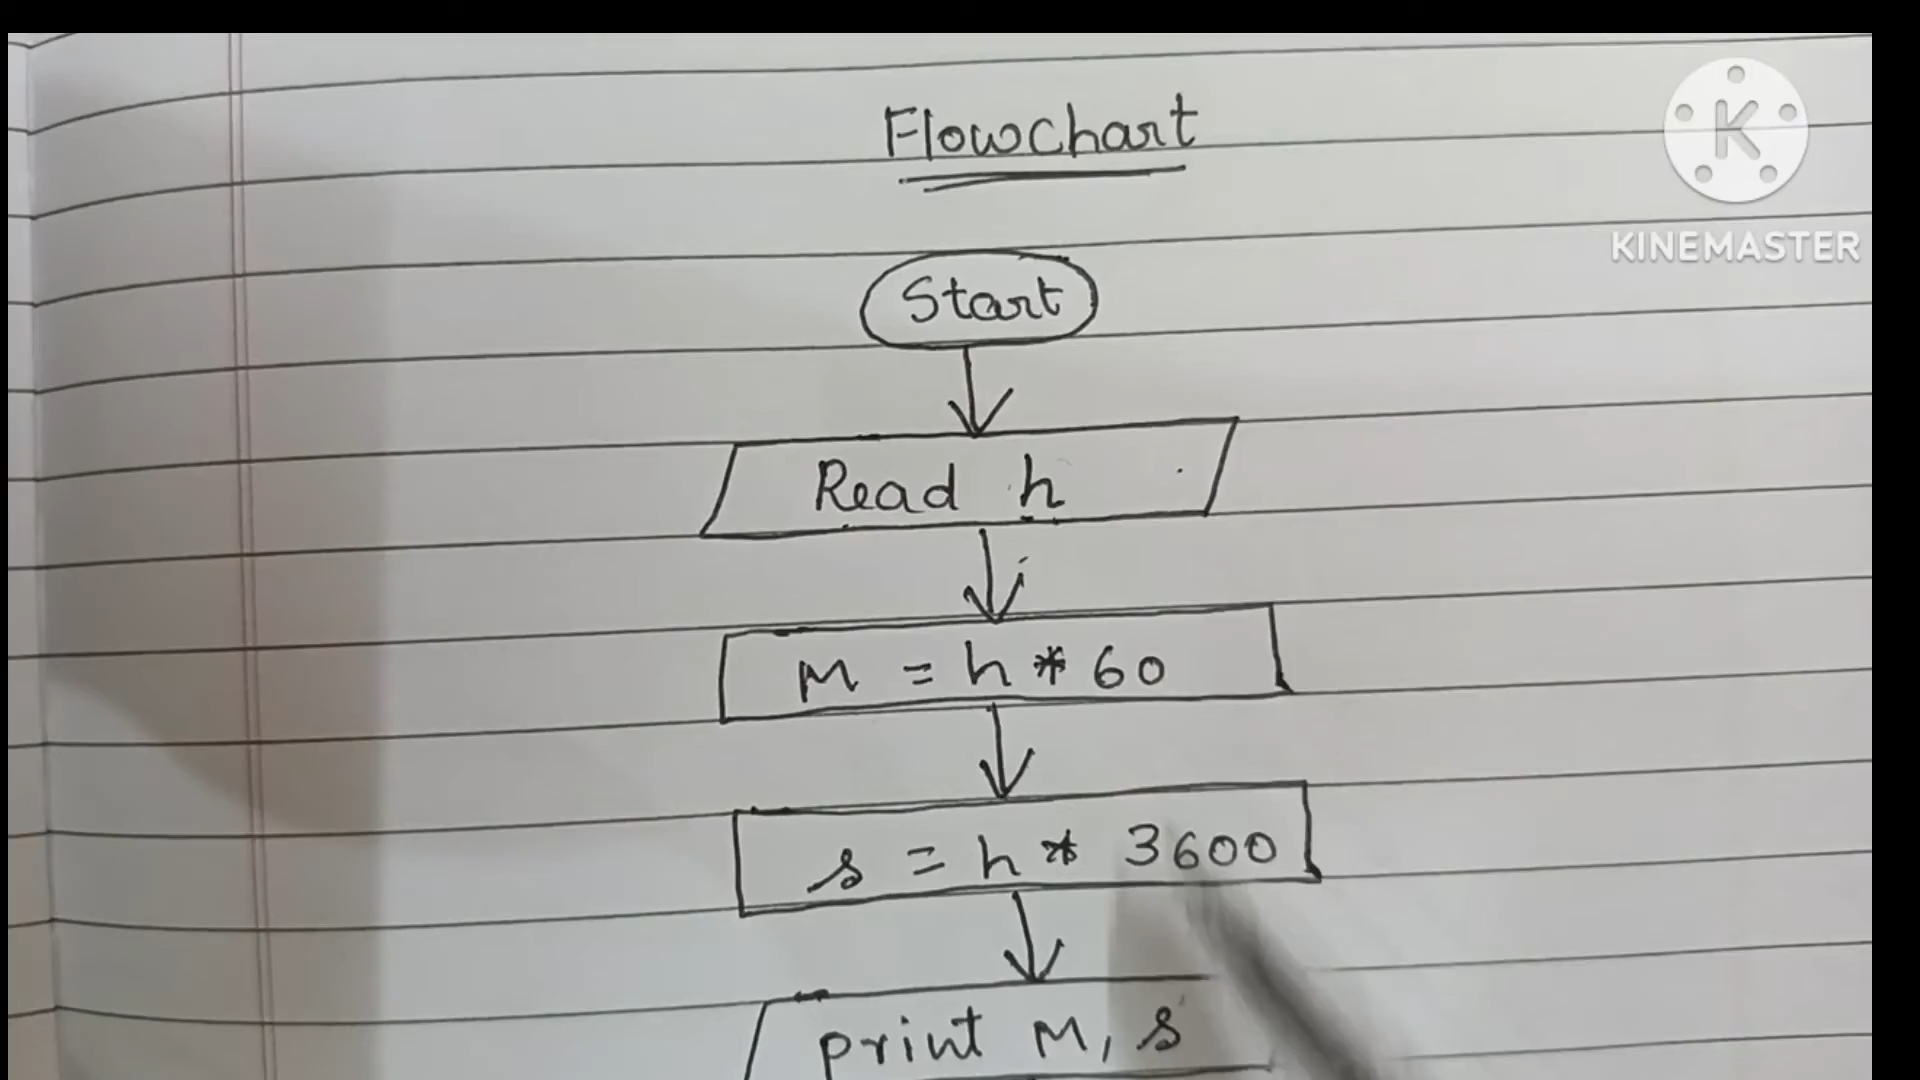 Flowchart
K
KINEMASTER
Start
Read h
M = h * 60
s = h * 3600
print M, s